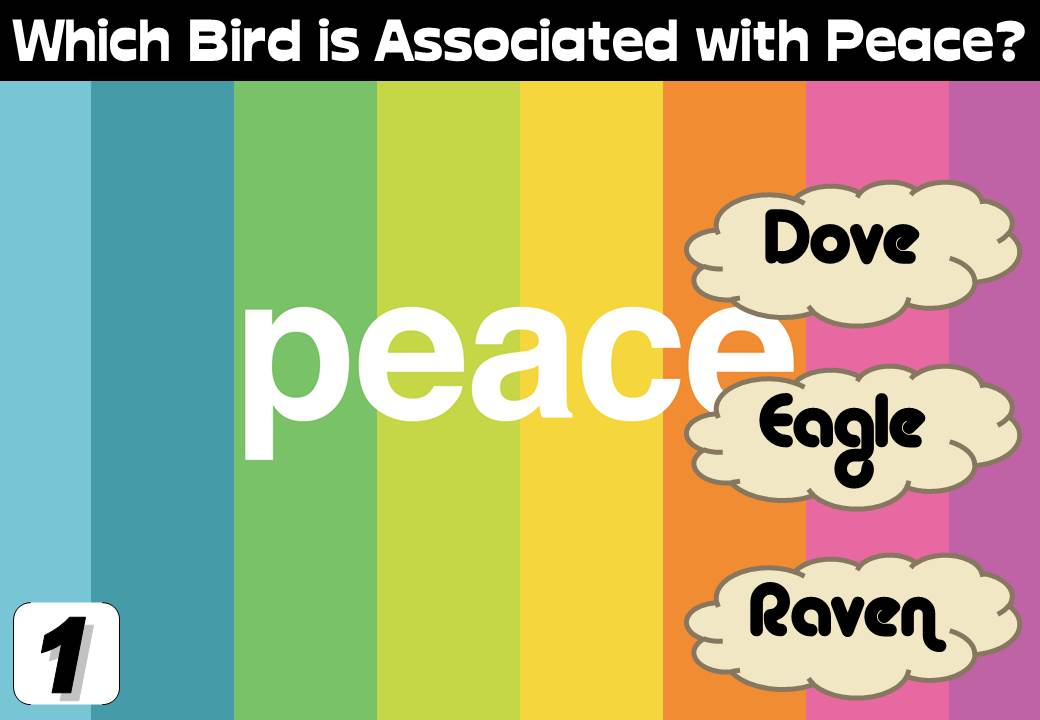 Which Bird is Associated with Peace?
Dove
peace
Eagle
Raven
1